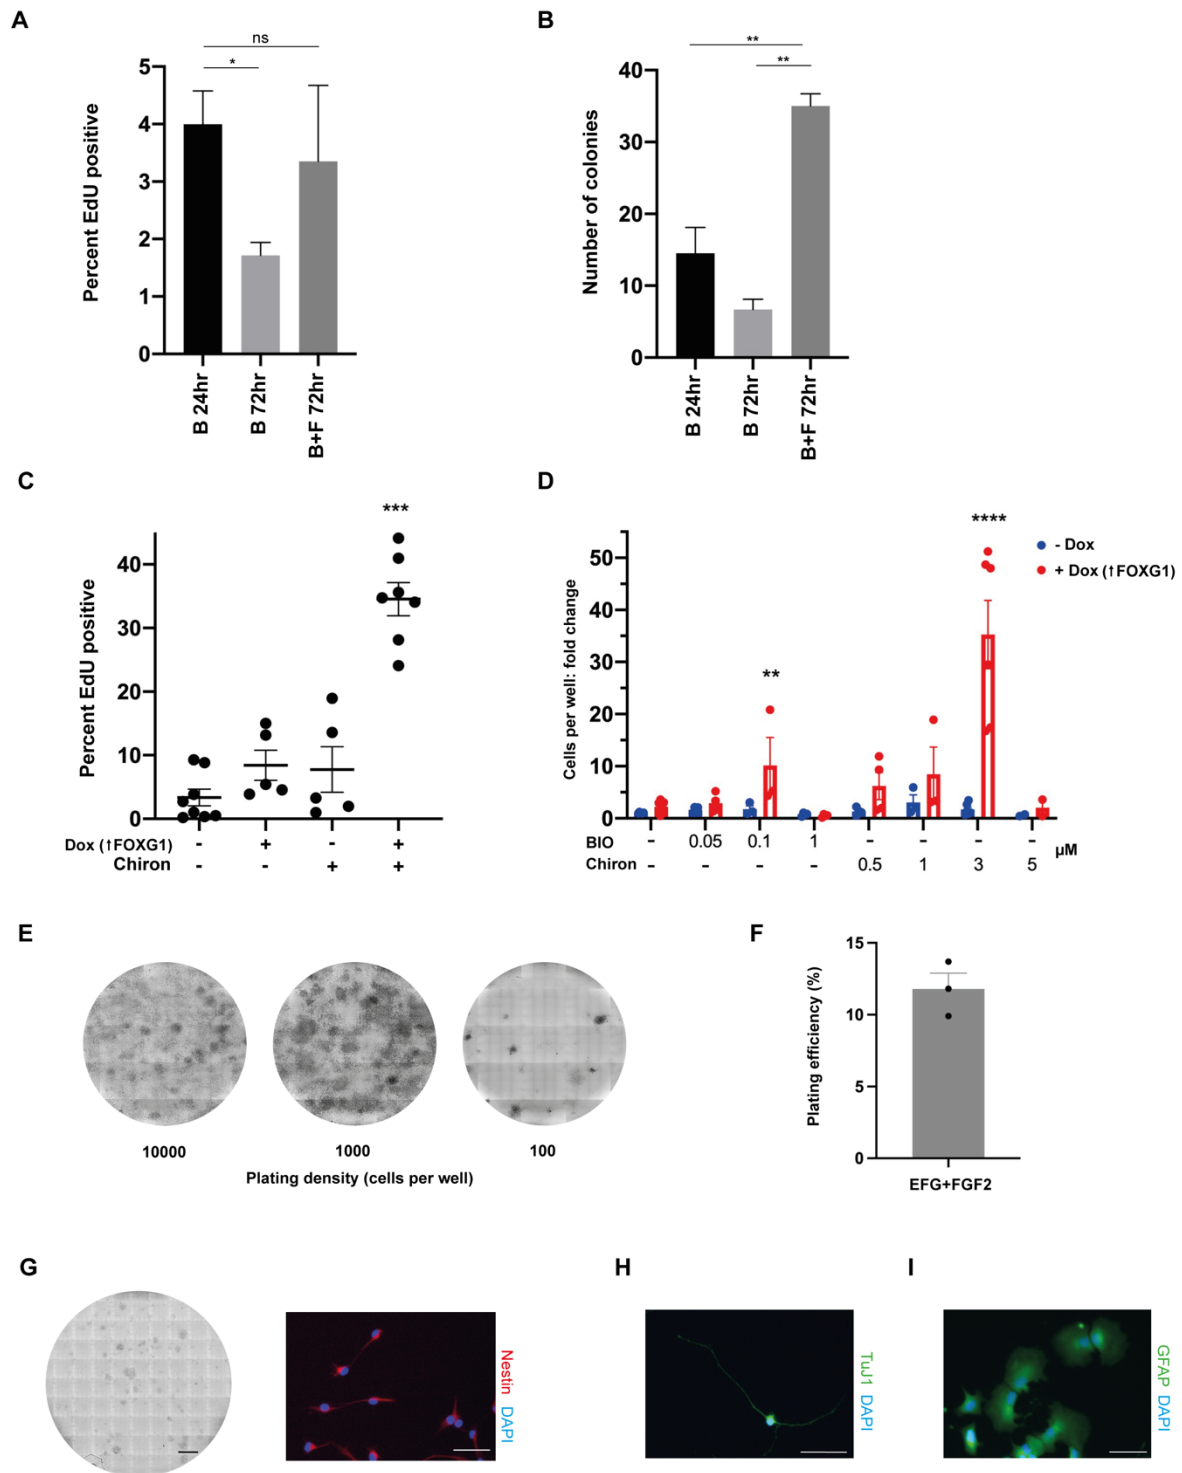 A
ns
*
Percent EdU positive
5
4
3
2
1
0
B 24hr
B 72hr
B+F 72hr
B
**
**
Number of colonies
40
30
20
10
0
B 24hr
B 72hr
B+F 72hr
C
***
Percent EdU positive
40
30
20
10
0
Dox (↑FOXG1) - + - +
Chiron - - + +
D
****
**
- Dox
+ Dox (↑FOXG1)
Cells per well: fold change
50
40
30
20
10
0
BIO - 0.05 0.1 1 - - - -
Chiron - - - - 0.5 1 3 5
μM
E
10000 1000 100
Plating density (cells per well)
F
Plating efficiency (%)
15
10
5
0
EFG+FGF2
G
Nestin DAPI
H
TuJ1 DAPI
I
GFAP DAPI